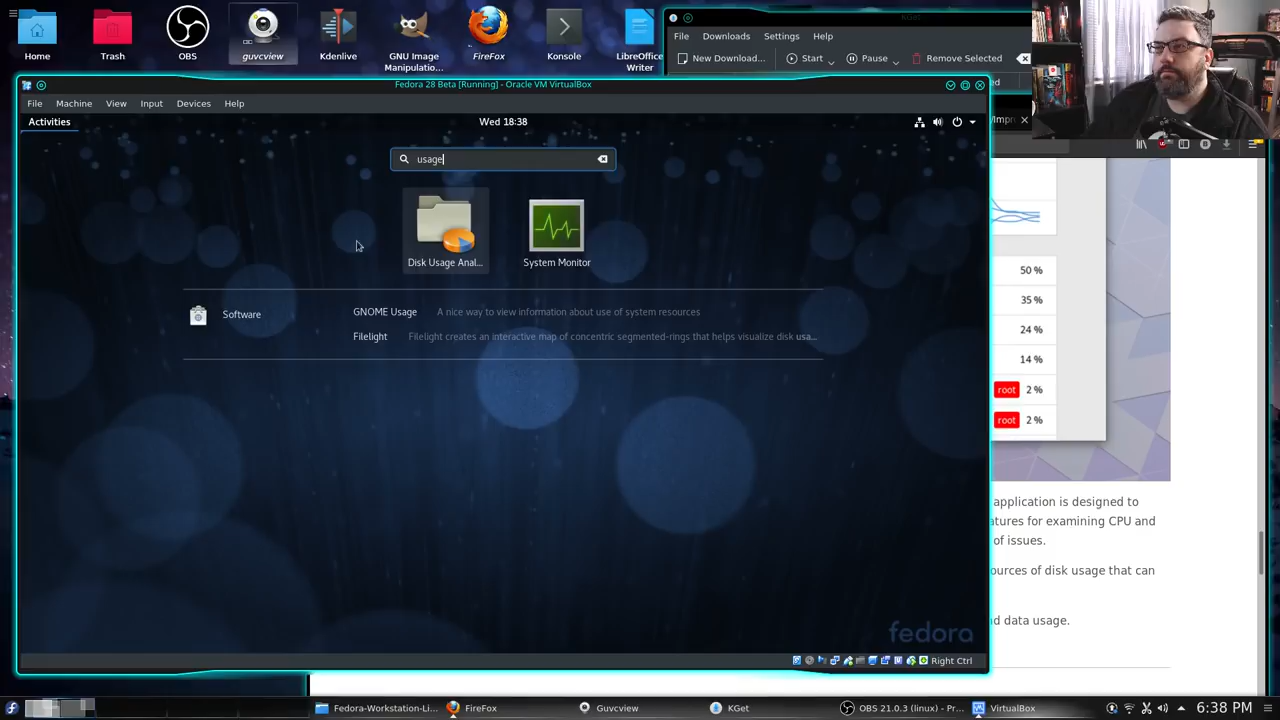 Home
Trash
OBS
guvcview
Kdenlive
GNU Image
Manipulatio...
FireFox
Konsole
LibreOffice
Writer
KGet
File Downloads Settings Help
New Download... Start Pause Remove Selected
Fedora 28 Beta [Running] - Oracle VM VirtualBox
File Machine View Input Devices Help
Activities
Wed 18:38
usage
Disk Usage Anal...
System Monitor
Software
GNOME Usage A nice way to view information about use of system resources
Filelight Filelight creates an interactive map of concentric segmented-rings that helps visualize disk usa...
50 %
35 %
24 %
14 %
root 2 %
root 2 %
application is designed to
atures for examining CPU and
of issues.
ources of disk usage that can
nd data usage.
fedora
Right Ctrl
Fedora-Workstation-Li...
FireFox
Guvcview
KGet
OBS 21.0.3 (linux) - Pr...
VirtualBox
6:38 PM